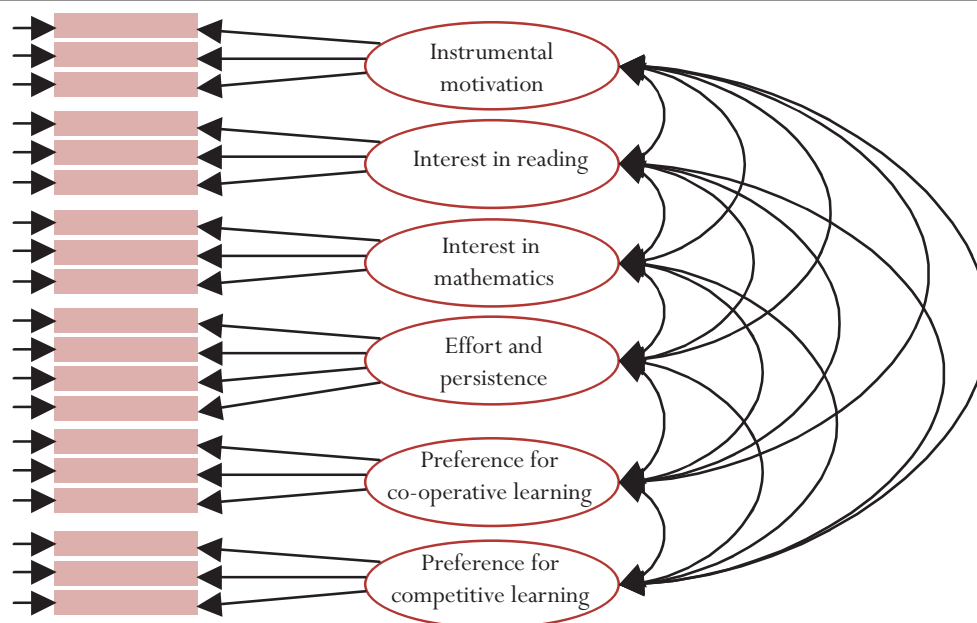 Instrumental
motivation
Interest in reading
Interest in
mathematics
Effort and
persistence
Preference for
co-operative learning
Preference for
competitive learning